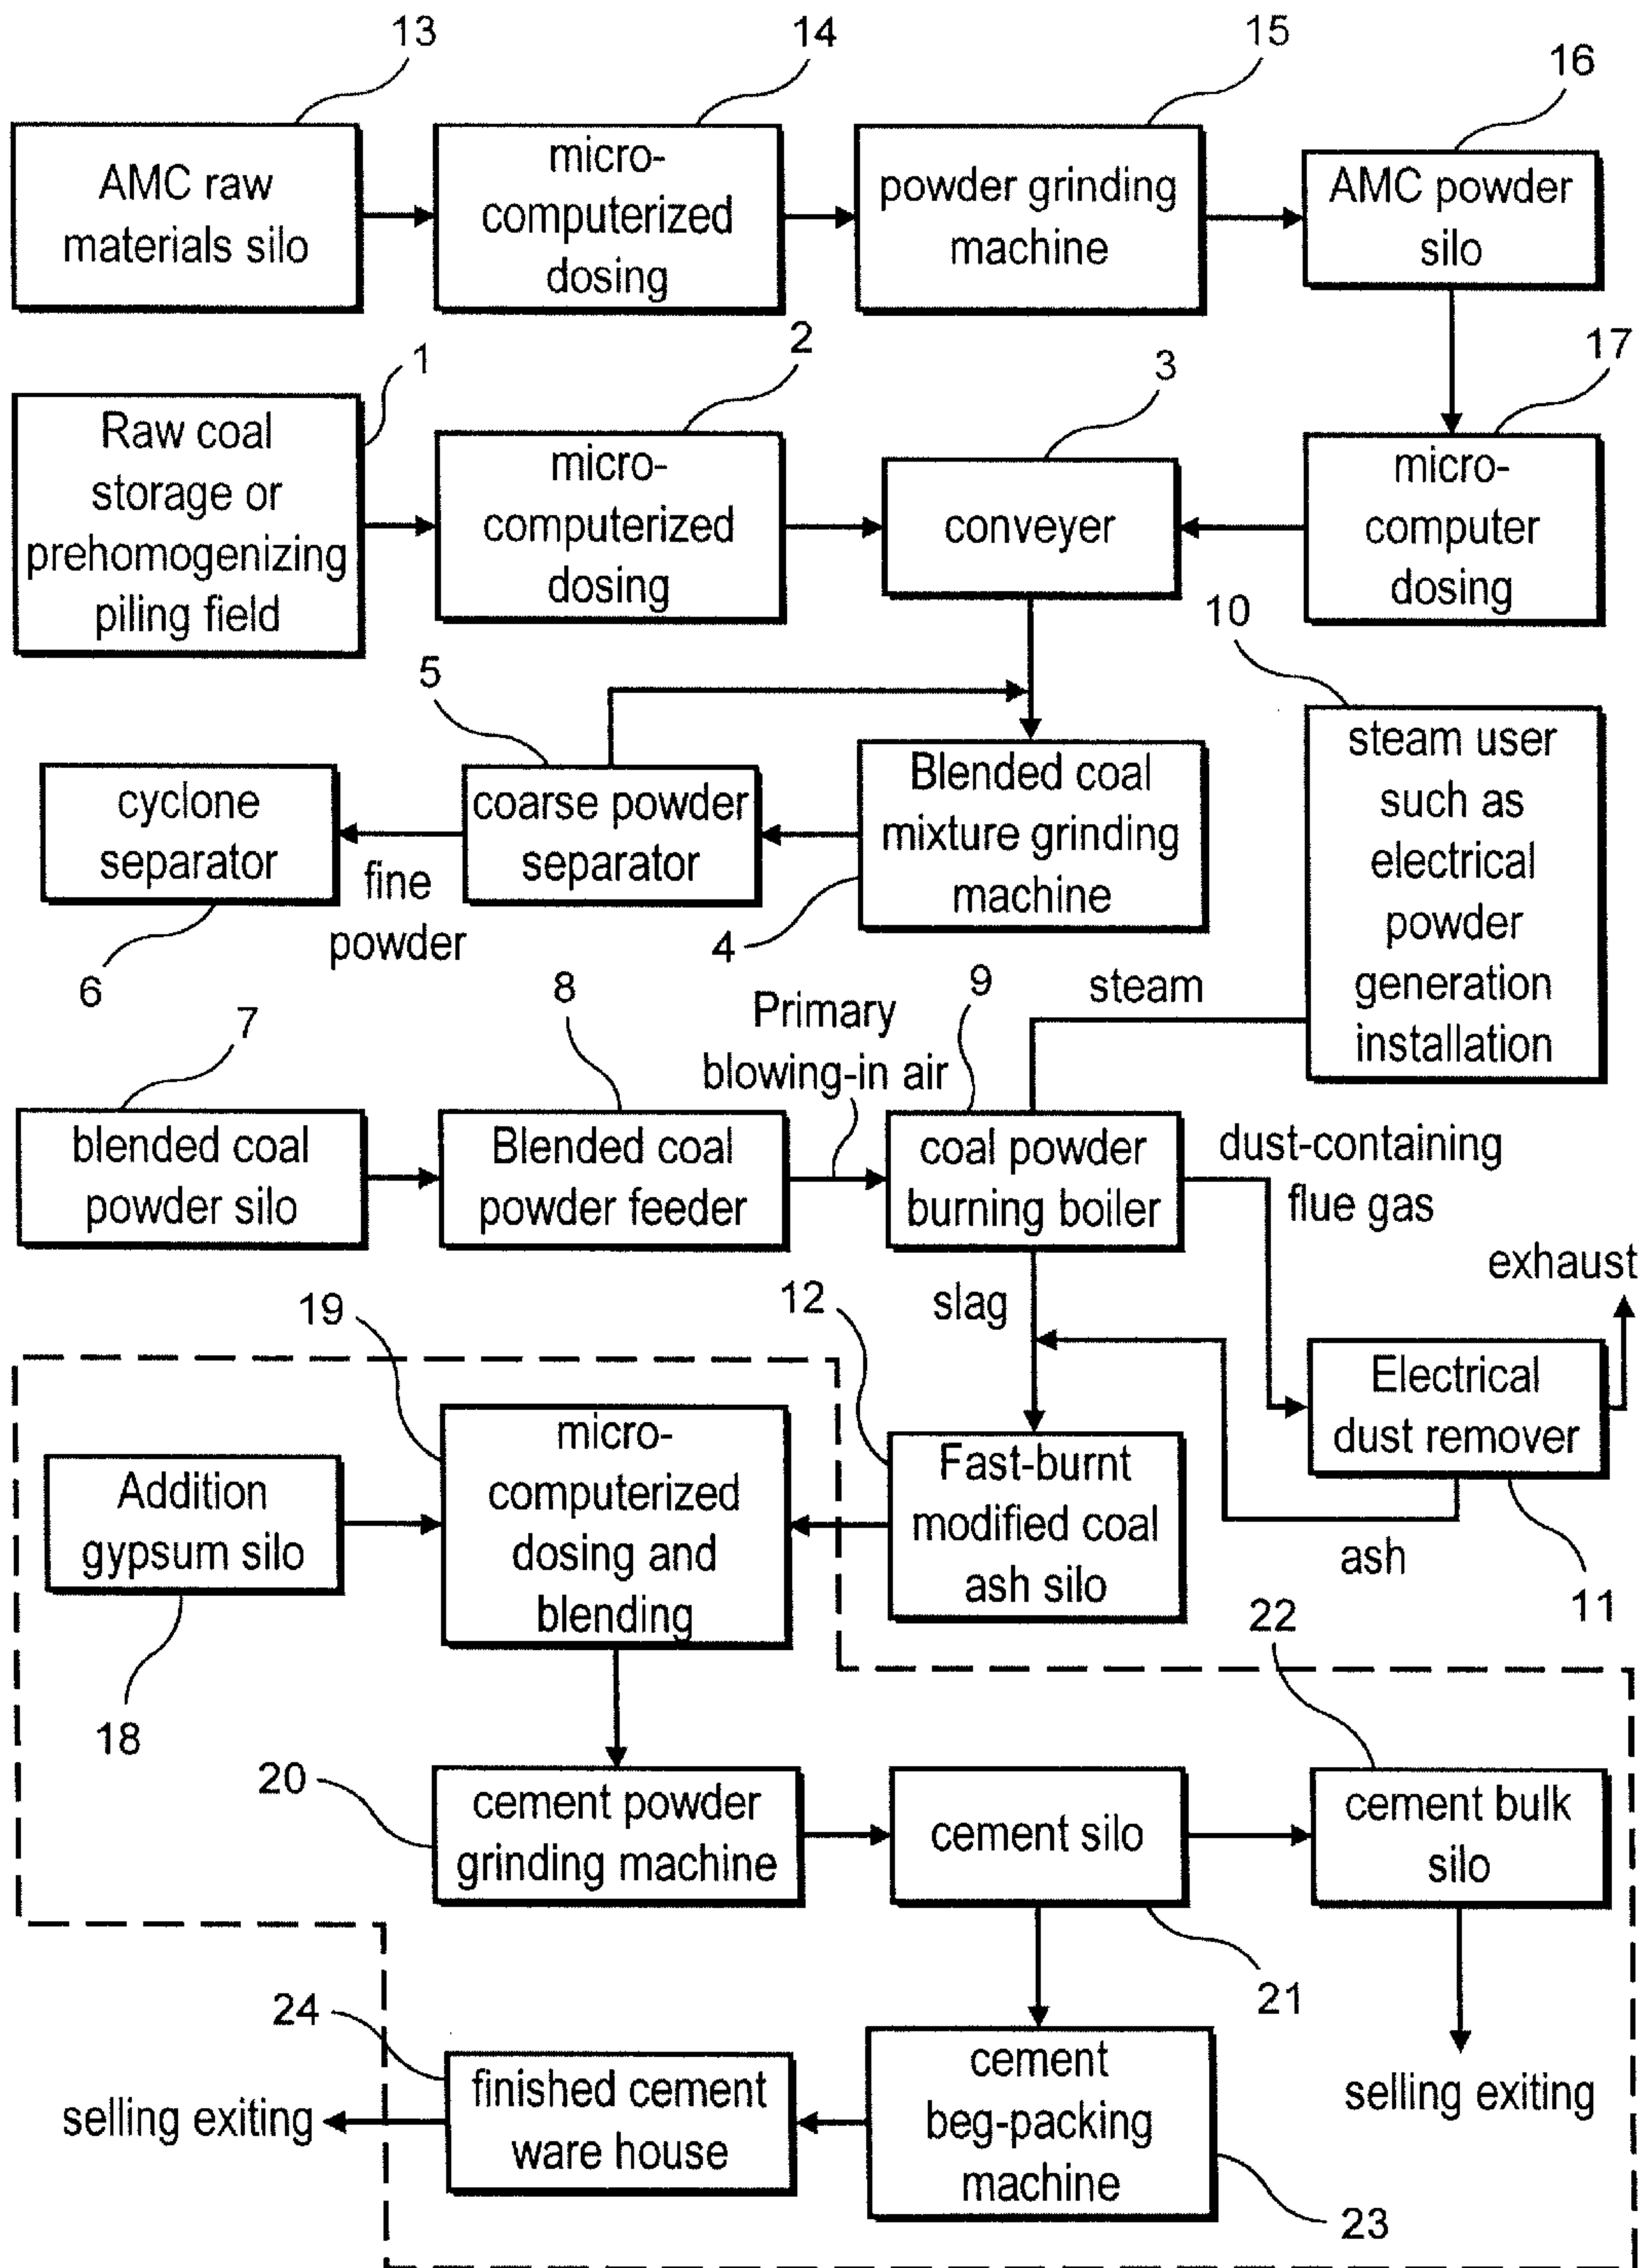 13
14
15
16
AMC raw
materials silo
micro-
computerized
dosing
powder grinding
machine
AMC powder
silo
1
2
3
17
Raw coal
storage or
prehomogenizing
piling field
micro-
computerized
dosing
conveyer
micro-
computer
dosing
10
5
cyclone
separator
fine
powder
coarse powder
separator
Blended coal
mixture grinding
machine
steam user
such as
electrical
powder
generation
installation
6
4
7
8
Primary
blowing-in air
9
steam
blended coal
powder silo
Blended coal
powder feeder
coal powder
burning boiler
dust-containing
flue gas
exhaust
19
12
slag
Electrical
dust remover
Addition
gypsum silo
micro-
computerized
dosing and
blending
Fast-burnt
modified coal
ash silo
ash
11
18
22
20
cement powder
grinding machine
cement silo
cement bulk
silo
21
24
selling exiting
finished cement
ware house
cement
beg-packing
machine
selling exiting
23